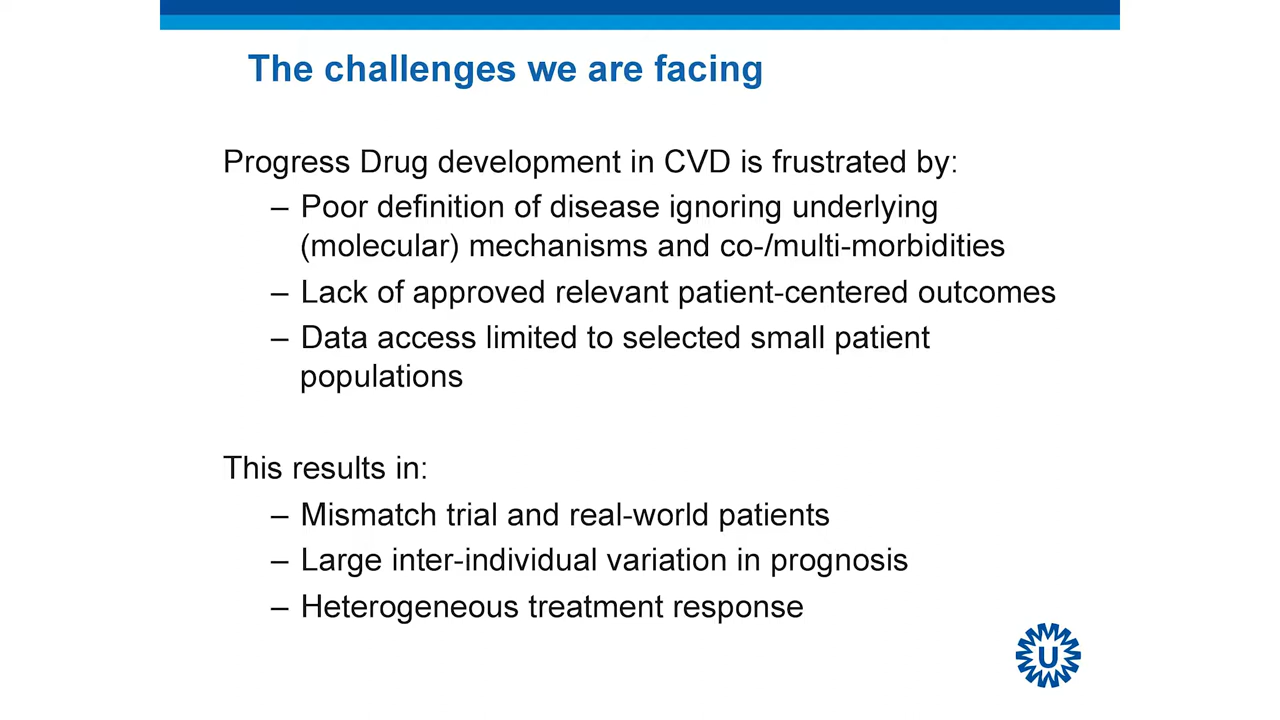 The challenges we are facing
Progress Drug development in CVD is frustrated by:
– Poor definition of disease ignoring underlying
(molecular) mechanisms and co-/multi-morbidities
– Lack of approved relevant patient-centered outcomes
– Data access limited to selected small patient
populations
This results in:
– Mismatch trial and real-world patients
– Large inter-individual variation in prognosis
– Heterogeneous treatment response
U